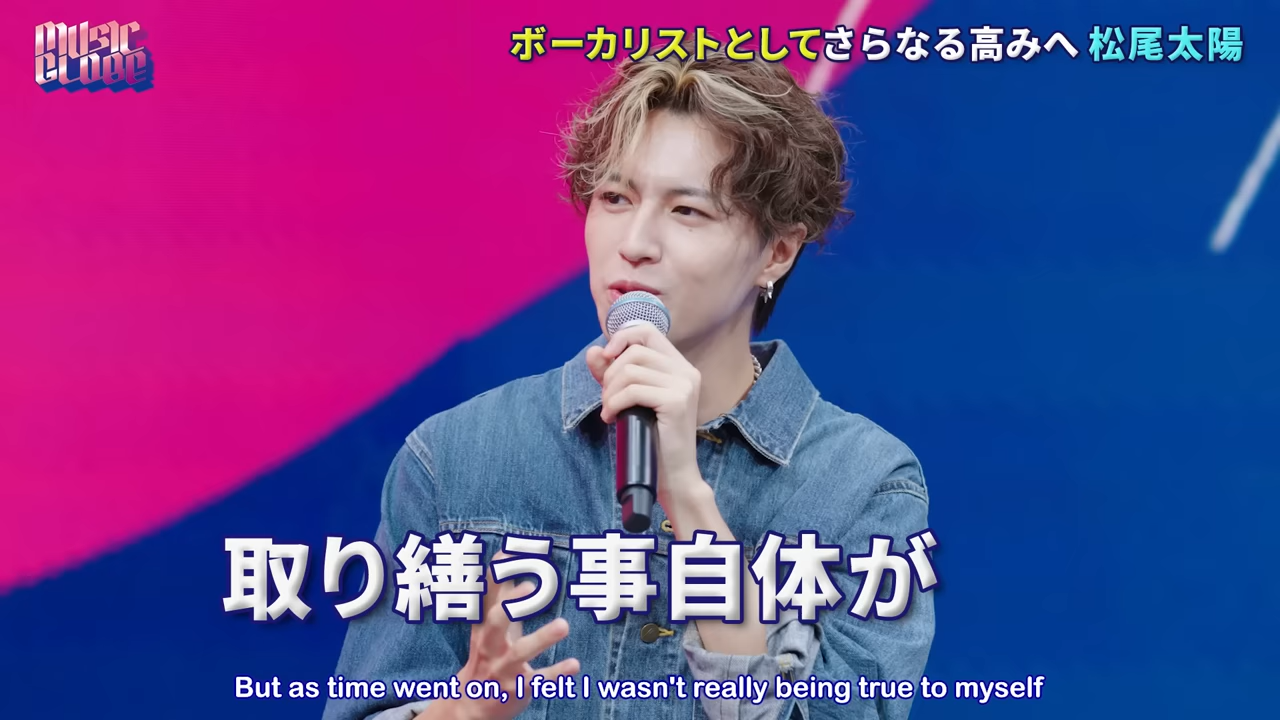 MUSIC
GLOBE
ボーカリストとしてさらなる高みへ 松尾太陽
取り繕う事自体が
But as time went on, I felt I wasn't really being true to myself